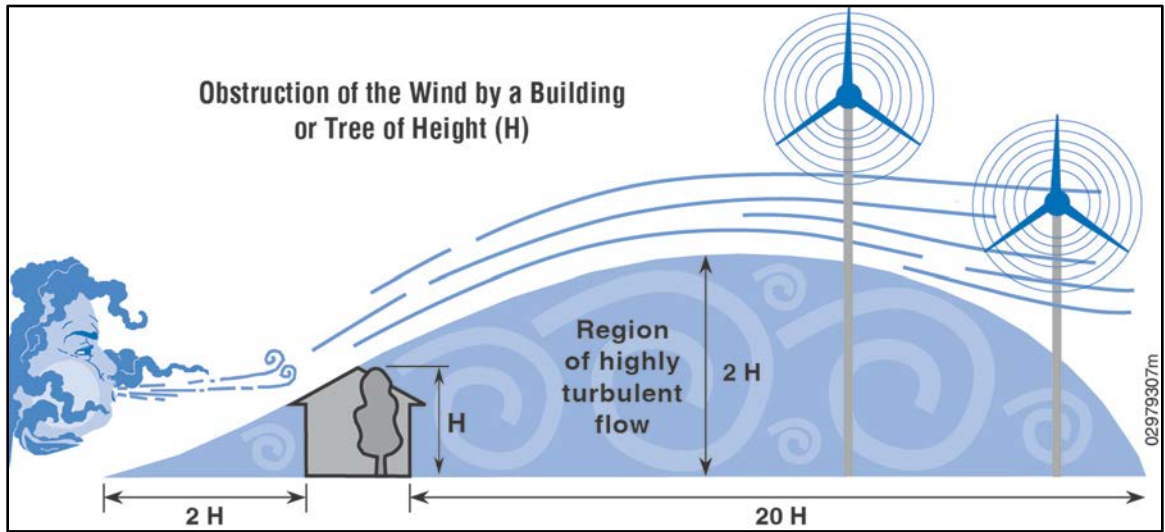 Obstruction of the Wind by a Building
or Tree of Height (H)
Region
of highly
turbulent
flow
2 H
H
2 H
20 H
02979307m